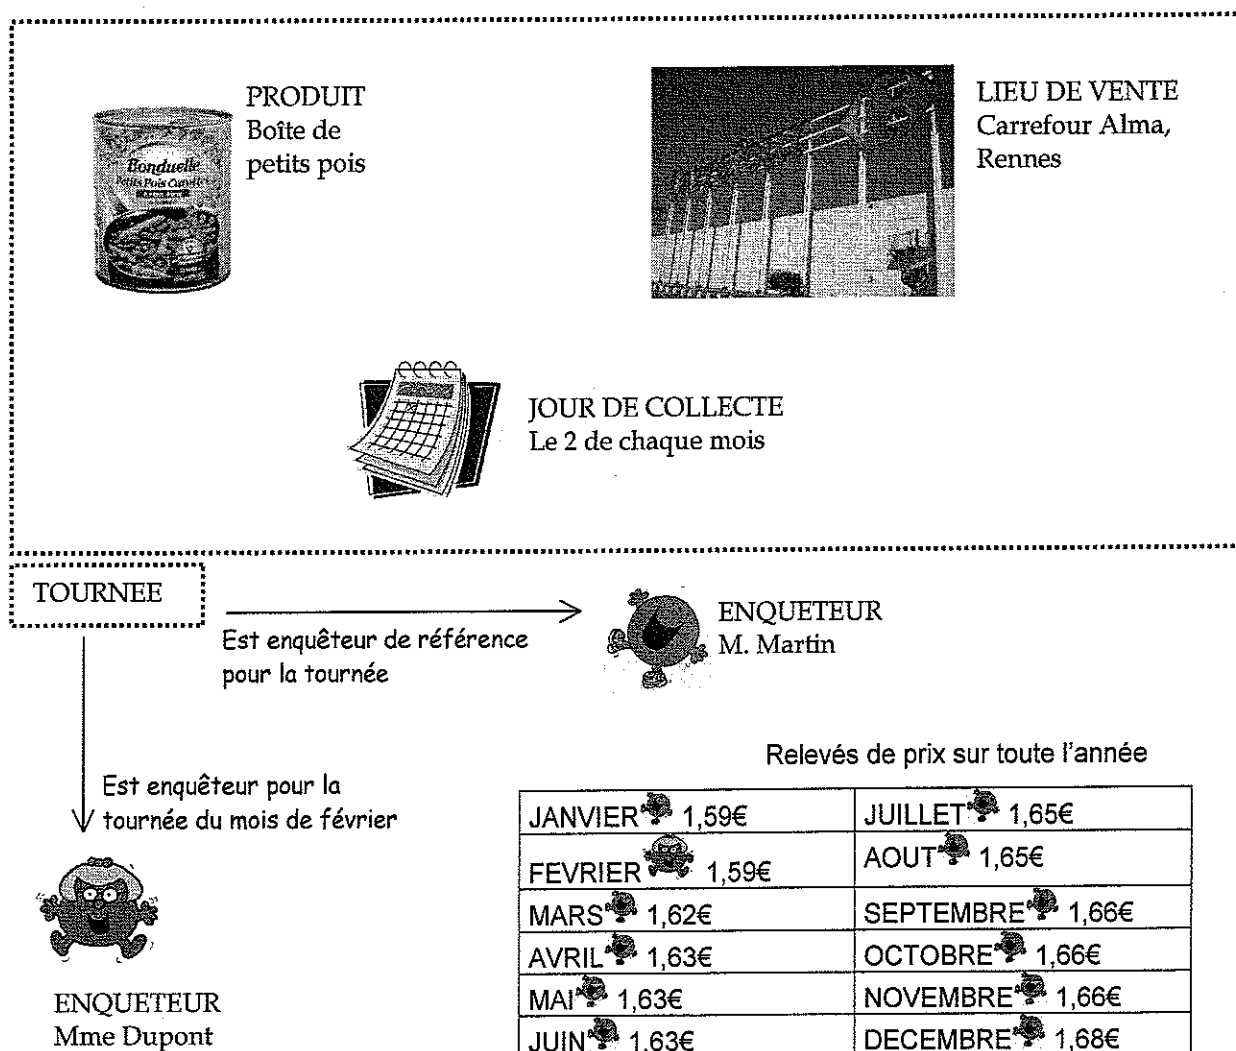 PRODUIT
Boîte de
petits pois
Bonduelle
LIEU DE VENTE
Carrefour Alma,
Rennes
JOUR DE COLLECTE
Le 2 de chaque mois
TOURNEE
Est enquêteur de référence
pour la tournée
ENQUETEUR
M. Martin
Est enquêteur pour la
tournée du mois de février
ENQUETEUR
Mme Dupont
Relevés de prix sur toute l'année
JANVIER 1,59€ JUILLET 1,65€
FEVRIER 1,59€ AOUT 1,65€
MARS 1,62€ SEPTEMBRE 1,66€
AVRIL 1,63€ OCTOBRE 1,66€
MAI 1,63€ NOVEMBRE 1,66€
JUIN 1,63€ DECEMBRE 1,68€